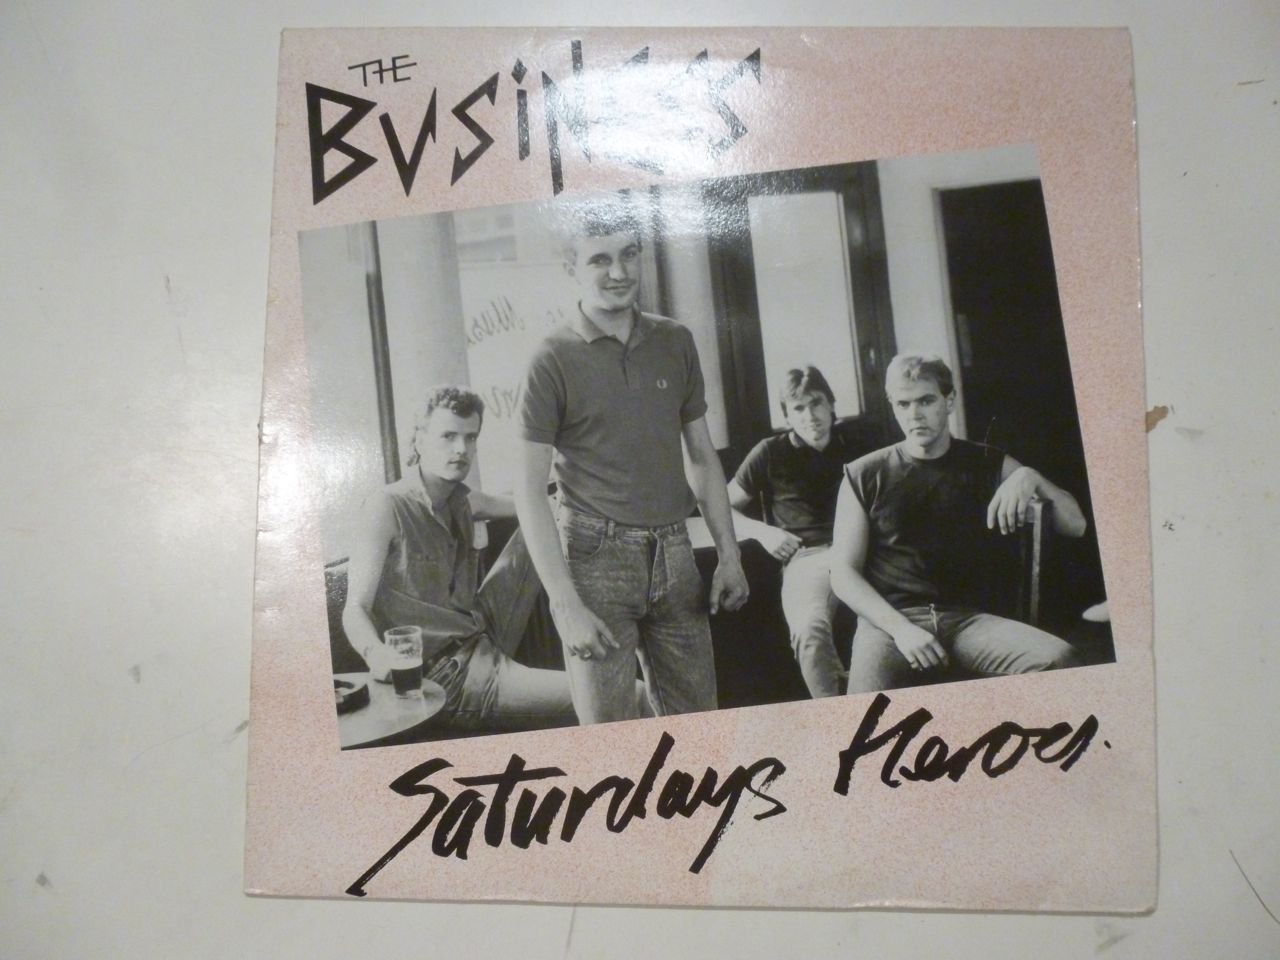 THE
BUSINESS
Saturdays Heroes.